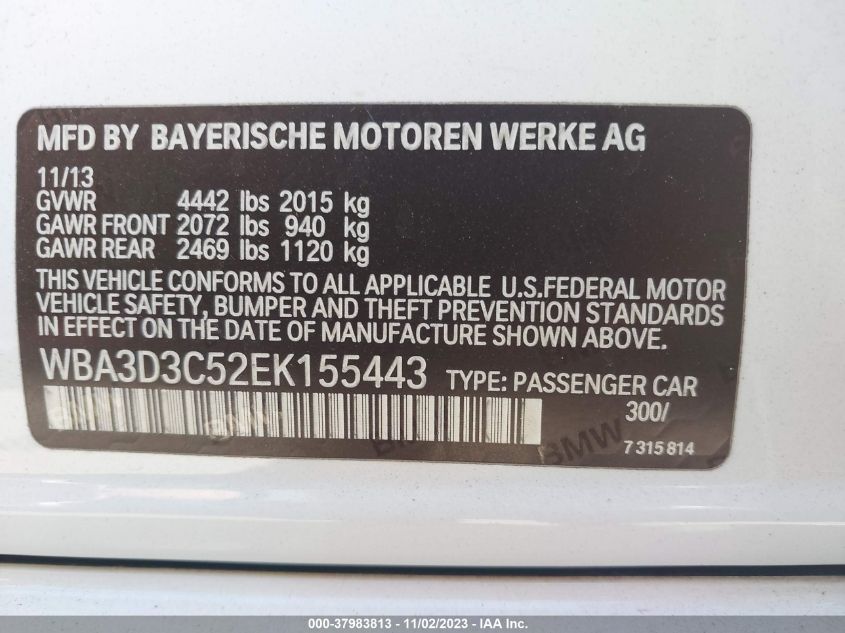 MFD BY BAYERISCHE MOTOREN WERKE AG
11/13
GVWR 4442 lbs 2015 kg
GAWR FRONT 2072 lbs 940 kg
GAWR REAR 2469 lbs 1120 kg
THIS VEHICLE CONFORMS TO ALL APPLICABLE U.S.FEDERAL MOTOR
VEHICLE SAFETY, BUMPER AND THEFT PREVENTION STANDARDS
IN EFFECT ON THE DATE OF MANUFACTURE SHOWN ABOVE.
WBA3D3C52EK155443 TYPE: PASSENGER CAR
300/
BMW
7 315 814
000-37983813 - 11/02/2023 - IAA Inc.